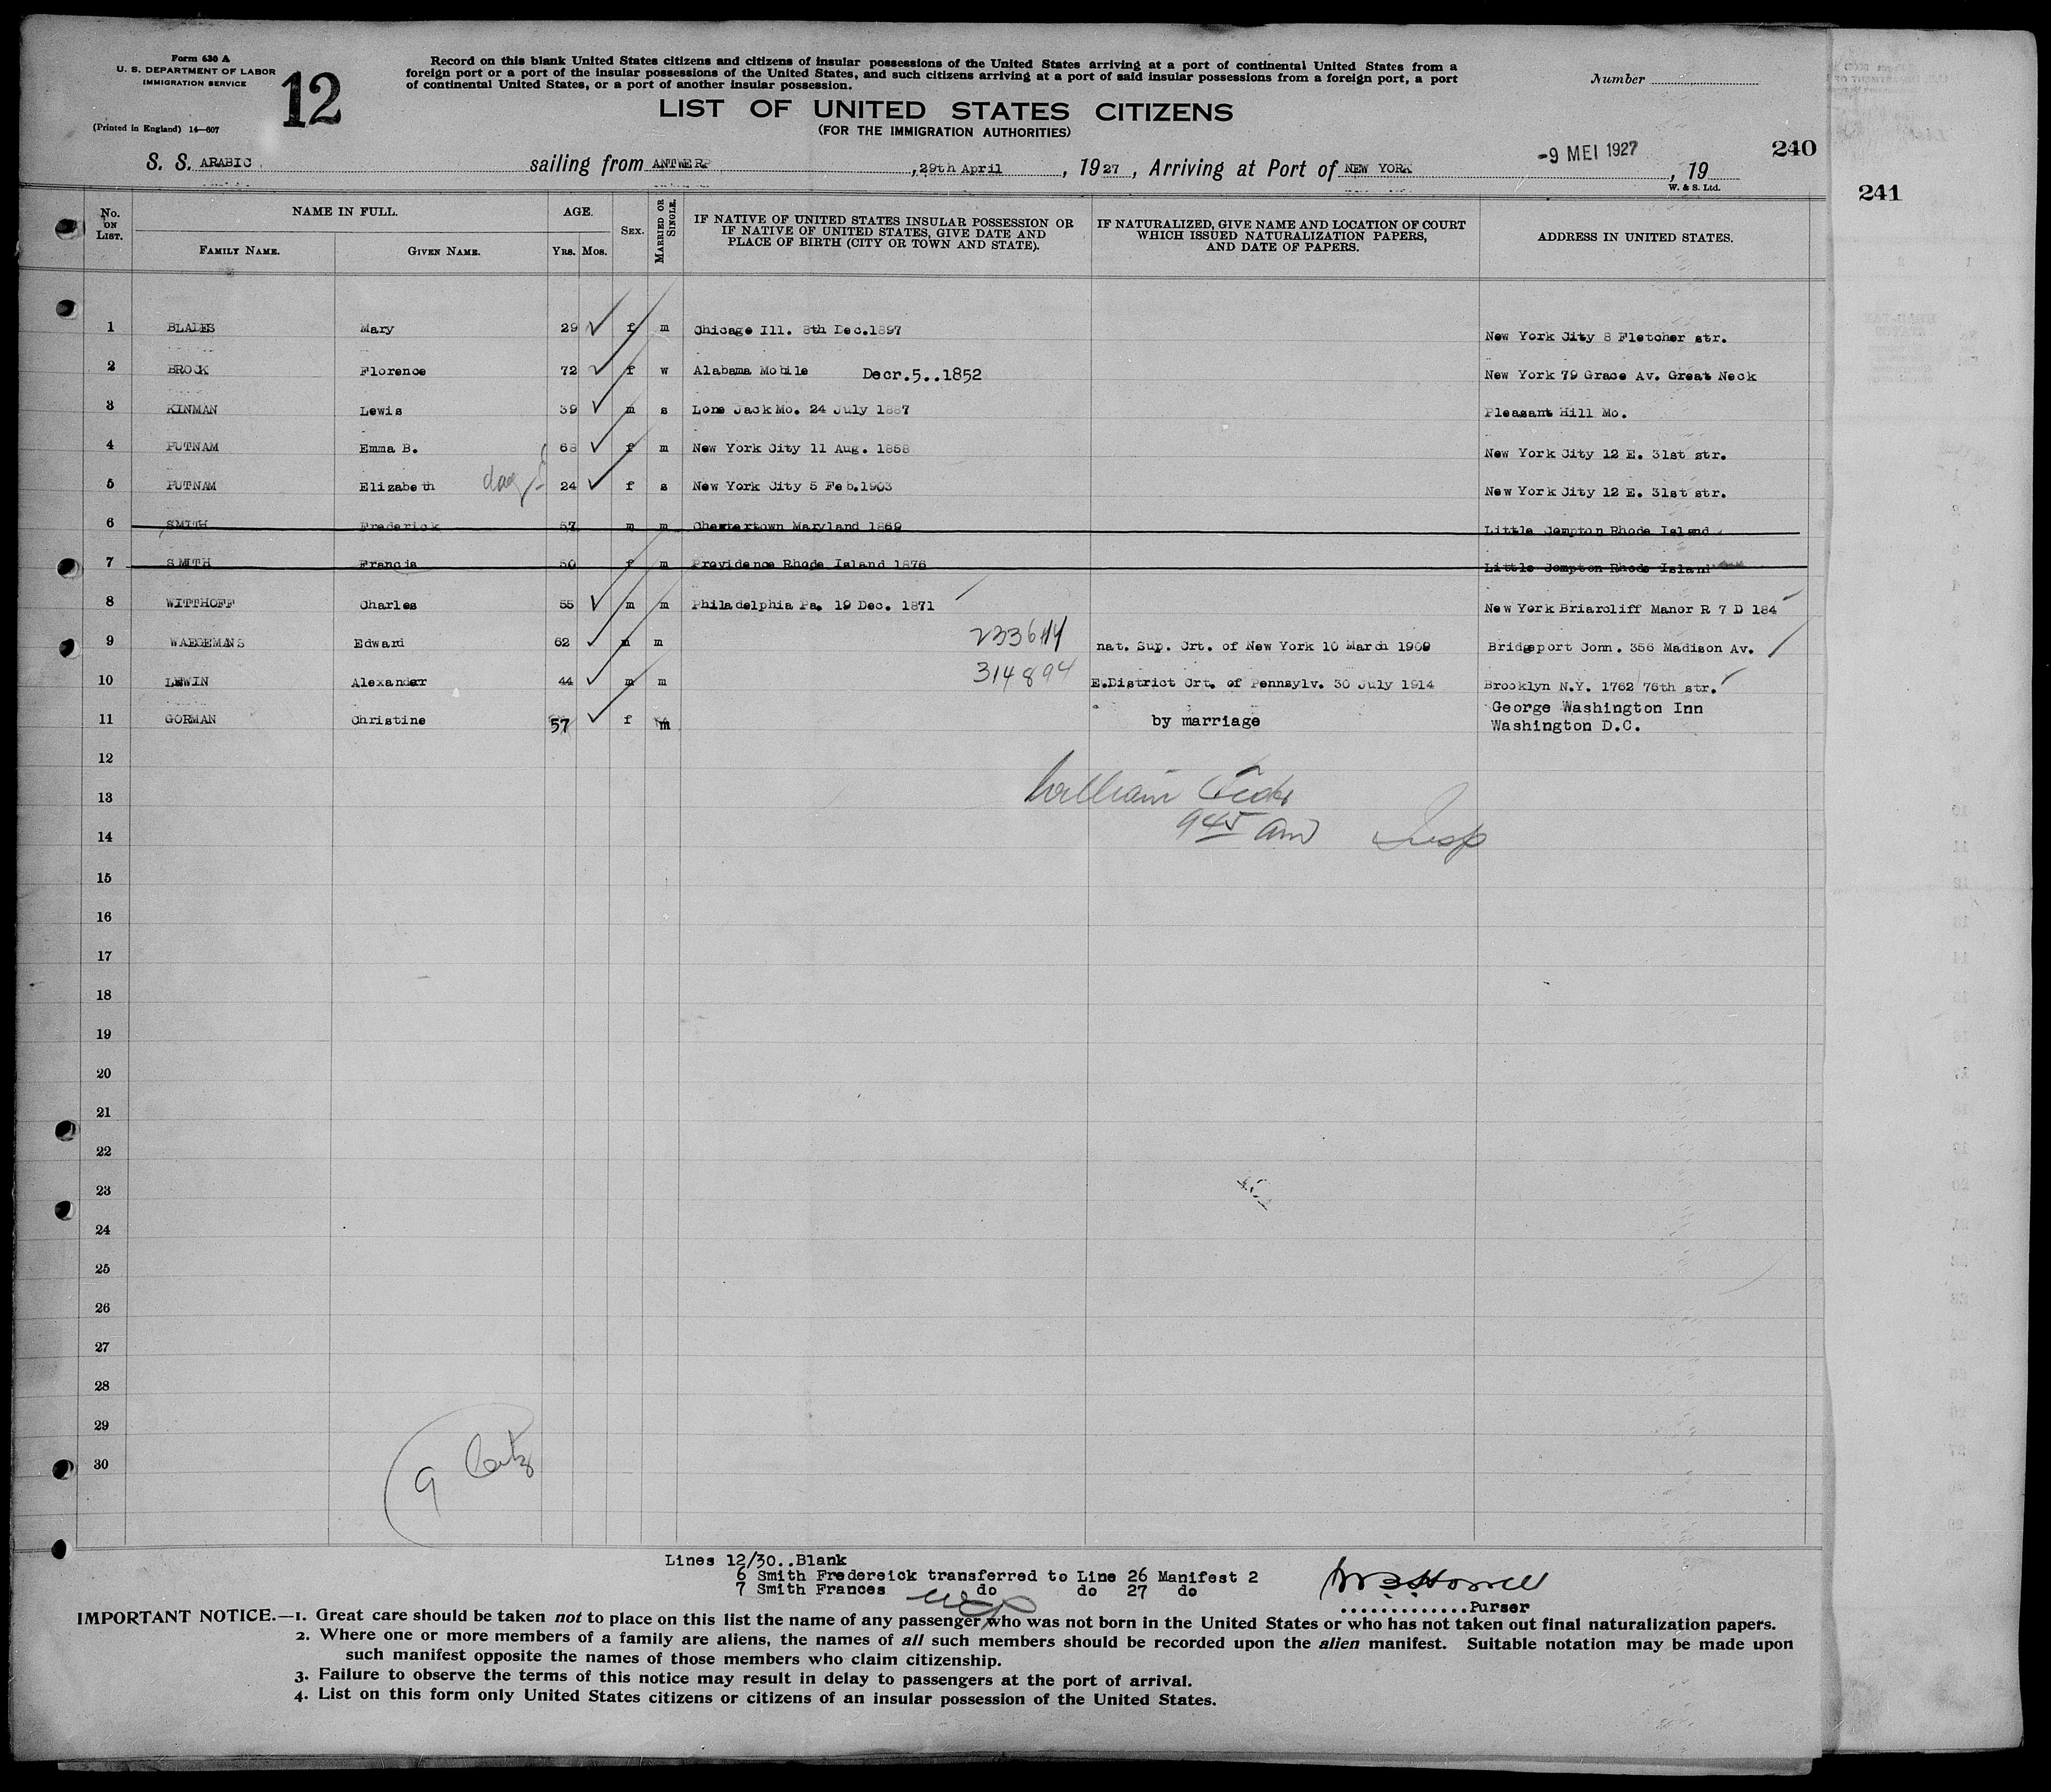 Form 630 A
U. S. DEPARTMENT OF LABOR
IMMIGRATION SERVICE
12
(Printed in England) 14—607
Record on this blank United States citizens and citizens of insular possessions of the United States arriving at a port of continental United States from a
foreign port or a port of the insular possessions of the United States, and such citizens arriving at a port of said insular possessions from a foreign port, a port
of continental United States, or a port of another insular possession.
Number
LIST OF UNITED STATES CITIZENS
(FOR THE IMMIGRATION AUTHORITIES)
-9 MEI 1927
240
241
S. S. ARABIC sailing from ANTWERP, 29th April, 1927, Arriving at Port of NEW YORK, 19
W. & S. Ltd.
No. ON LIST. NAME IN FULL. AGE. SEX. MARRIED OR SINGLE. IF NATIVE OF UNITED STATES INSULAR POSSESSION OR IF NATIVE OF UNITED STATES, GIVE DATE AND PLACE OF BIRTH (CITY OR TOWN AND STATE). IF NATURALIZED, GIVE NAME AND LOCATION OF COURT WHICH ISSUED NATURALIZATION PAPERS, AND DATE OF PAPERS. ADDRESS IN UNITED STATES.
FAMILY NAME. GIVEN NAME. YRS. MOS.
1 BLADES Mary 29 f m Chicage Ill. 8th Dec.1897 New York City 8 Fletcher str.
2 BROCK Florence 72 f w Alabama Mobile Decr.5..1852 New York 79 Grace Av. Great Neck
3 KINMAN Lewis 39 m s Lone Jack Mo. 24 July 1887 Pleasant Hill Mo.
4 PUTNAM Emma B. 68 f m New York City 11 Aug. 1858 New York City 12 E. 31st str.
5 PUTNAM Elizabeth 24 f s New York City 5 Feb.1903 New York City 12 E. 31st str.
6 SMITH Frederick 57 m m Chestertown Maryland 1869 Little Compton Rhode Island
7 SMITH Francis 50 f m Providence Rhode Island 1876 Little Compton Rhode Island
8 WITTHOFF Charles 55 m m Philadelphia Pa. 19 Dec. 1871 New York Briarcliff Manor R 7 D 184
9 WAEGEMANS Edward 62 m m nat. Sup. Crt. of New York 10 March 1909 Bridgeport Conn. 356 Madison Av.
10 LEWIN Alexander 44 m m 314894 E.District Crt. of Pennsylv. 30 July 1914 Brooklyn N.Y. 1762 76th str.
11 GORMAN Christine 57 f m by marriage George Washington Inn
Washington D.C.
12
William
13
945 am Insp
14
15
16
17
18
19
20
21
22
23
24
25
26
27
28
29
30
9
Lines 12/30..Blank
6 Smith Fredereick transferred to Line 26 Manifest 2
7 Smith Frances do do 27 do
.............Purser
IMPORTANT NOTICE.—1. Great care should be taken not to place on this list the name of any passenger who was not born in the United States or who has not taken out final naturalization papers.
2. Where one or more members of a family are aliens, the names of all such members should be recorded upon the alien manifest. Suitable notation may be made upon
such manifest opposite the names of those members who claim citizenship.
3. Failure to observe the terms of this notice may result in delay to passengers at the port of arrival.
4. List on this form only United States citizens or citizens of an insular possession of the United States.